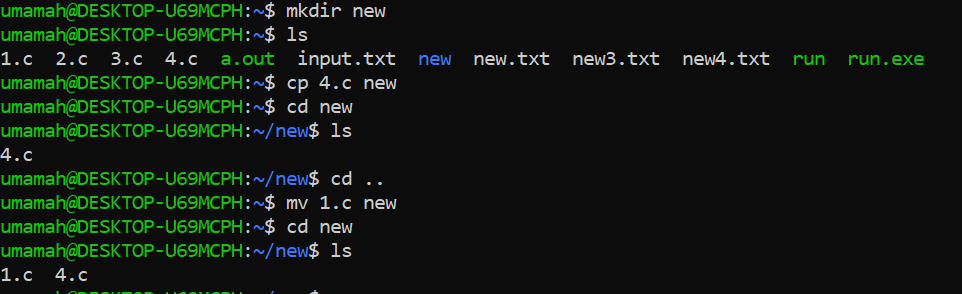 umamah@DESKTOP-U69MCPH:~$ mkdir new
umamah@DESKTOP-U69MCPH:~$ ls
1.c  2.c  3.c  4.c  a.out  input.txt  new  new.txt  new3.txt  new4.txt  run  run.exe
umamah@DESKTOP-U69MCPH:~$ cp 4.c new
umamah@DESKTOP-U69MCPH:~$ cd new
umamah@DESKTOP-U69MCPH:~/new$ ls
4.c
umamah@DESKTOP-U69MCPH:~/new$ cd ..
umamah@DESKTOP-U69MCPH:~$ mv 1.c new
umamah@DESKTOP-U69MCPH:~$ cd new
umamah@DESKTOP-U69MCPH:~/new$ ls
1.c  4.c